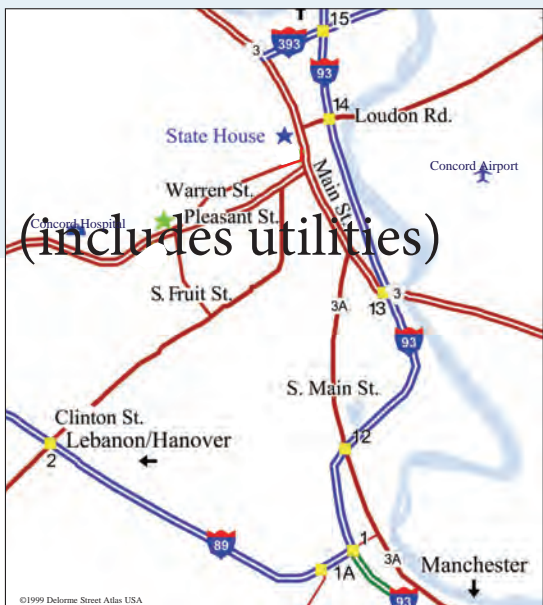 15
3
393
93
14
Loudon Rd.
State House
Concord Airport
Main St.
Warren St.
Pleasant St.
Concord Hospital
(includes utilities)
S. Fruit St.
3A
13
3
93
S. Main St.
Clinton St.
Lebanon/Hanover
2
12
89
1
1A
3A
Manchester
93
©1999 Delorme Street Atlas USA